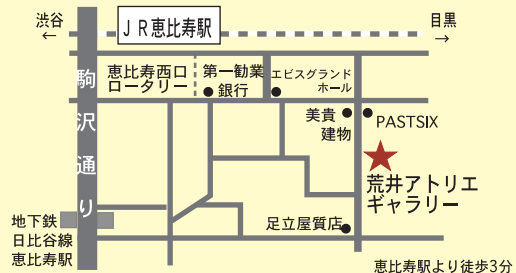 渋谷
←
JR恵比寿駅
目黒
→
駒沢通り
恵比寿西口
ロータリー
第一勧業
銀行
エビスグランド
ホール
美貴
建物
PASTSIX
荒井アトリエ
ギャラリー
地下鉄
日比谷線
恵比寿駅
足立屋質店
恵比寿駅より徒歩3分